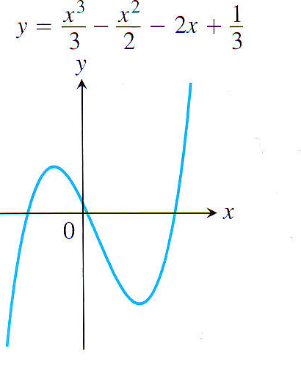 y = x³/3 − x²/2 − 2x + 1/3
y
x
0